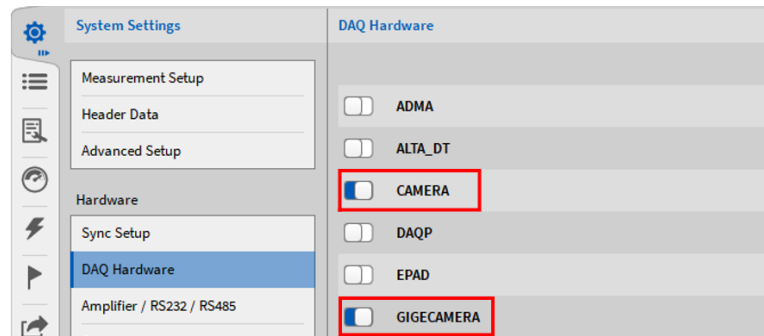 System Settings
DAQ Hardware
Measurement Setup
Header Data
Advanced Setup
Hardware
Sync Setup
DAQ Hardware
Amplifier / RS232 / RS485
ADMA
ALTA_DT
CAMERA
DAQP
EPAD
GIGECAMERA